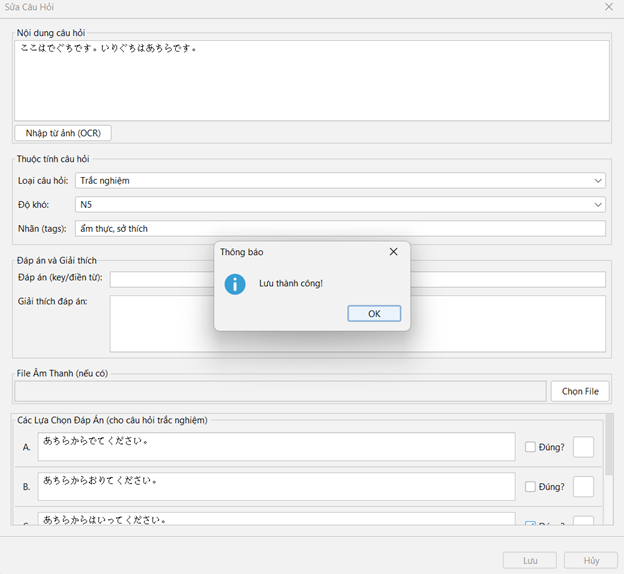 Sửa Câu Hỏi
Nội dung câu hỏi
ここはでぐちです。いりぐちはあちらです。
Nhập từ ảnh (OCR)
Thuộc tính câu hỏi
Loại câu hỏi: Trắc nghiệm
Độ khó: N5
Nhãn (tags): ẩm thực, sở thích
Thông báo
Đáp án và Giải thích
Đáp án (key/điền từ):
Lưu thành công!
Giải thích đáp án:
OK
File Âm Thanh (nếu có)
Chọn File
Các Lựa Chọn Đáp Án (cho câu hỏi trắc nghiệm)
A. あちらからでてください。 Đúng?
B. あちらからおりてください。 Đúng?
あちらからはいってください。
Lưu Hủy